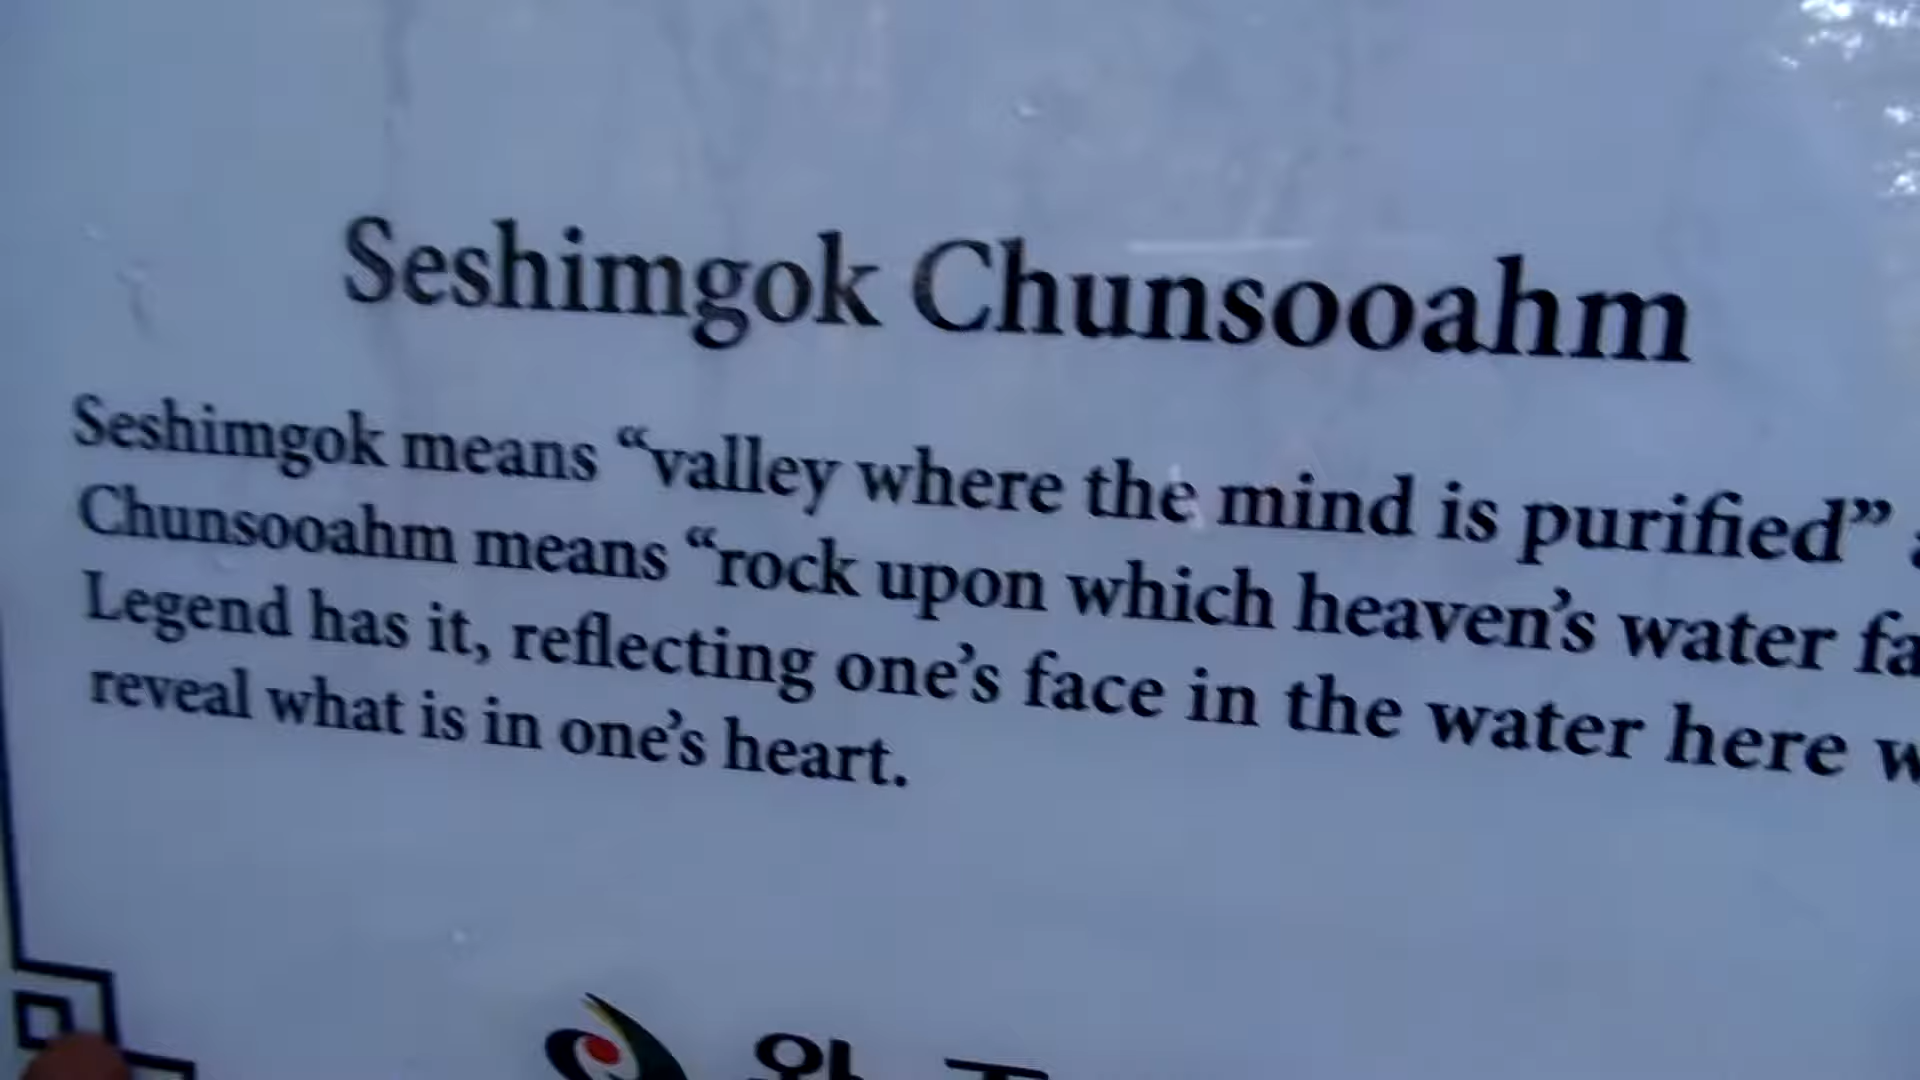 Seshimgok Chunsooahm
Seshimgok means “valley where the mind is purified”
Chunsooahm means “rock upon which heaven’s water
Legend has it, reflecting one’s face in the water here
reveal what is in one’s heart.